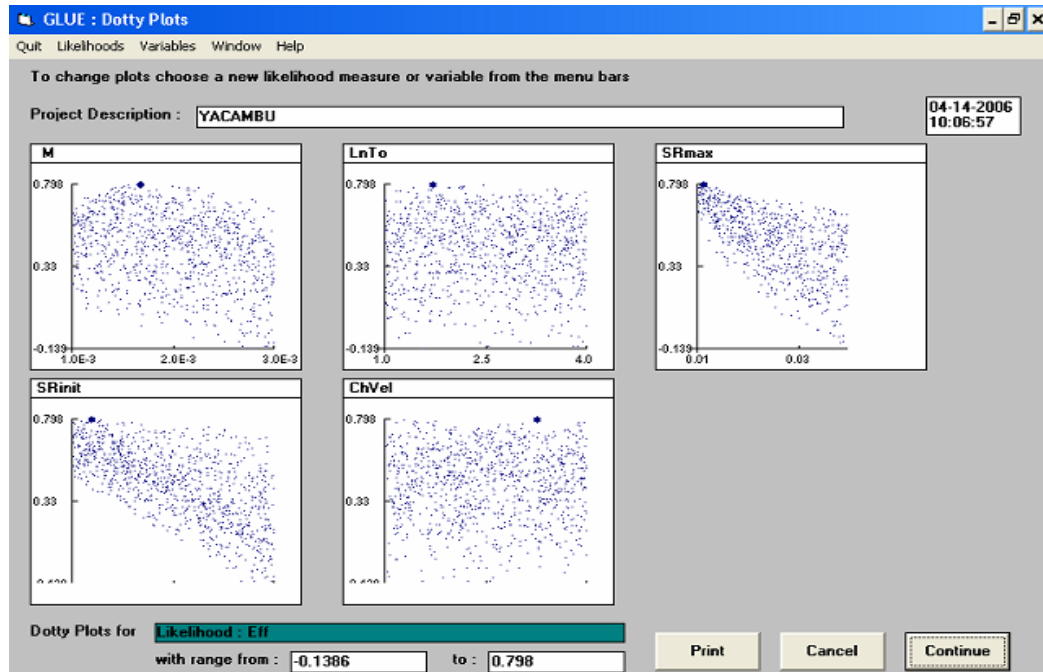 GLUE : Dotty Plots
Quit Likelihoods Variables Window Help
To change plots choose a new likelihood measure or variable from the menu bars
Project Description : YACAMBU
04-14-2006
10:06:57
M
0.798
0.33
-0.139
1.0E-3 2.0E-3 3.0E-3
LnTo
0.798
0.33
-0.139
1.0 2.5 4.0
SRmax
0.798
0.33
-0.139
0.01 0.03
SRinit
0.798
0.33
ChVel
0.798
0.33
Dotty Plots for Likelihood : Eff
with range from : -0.1386 to : 0.798
Print Cancel Continue